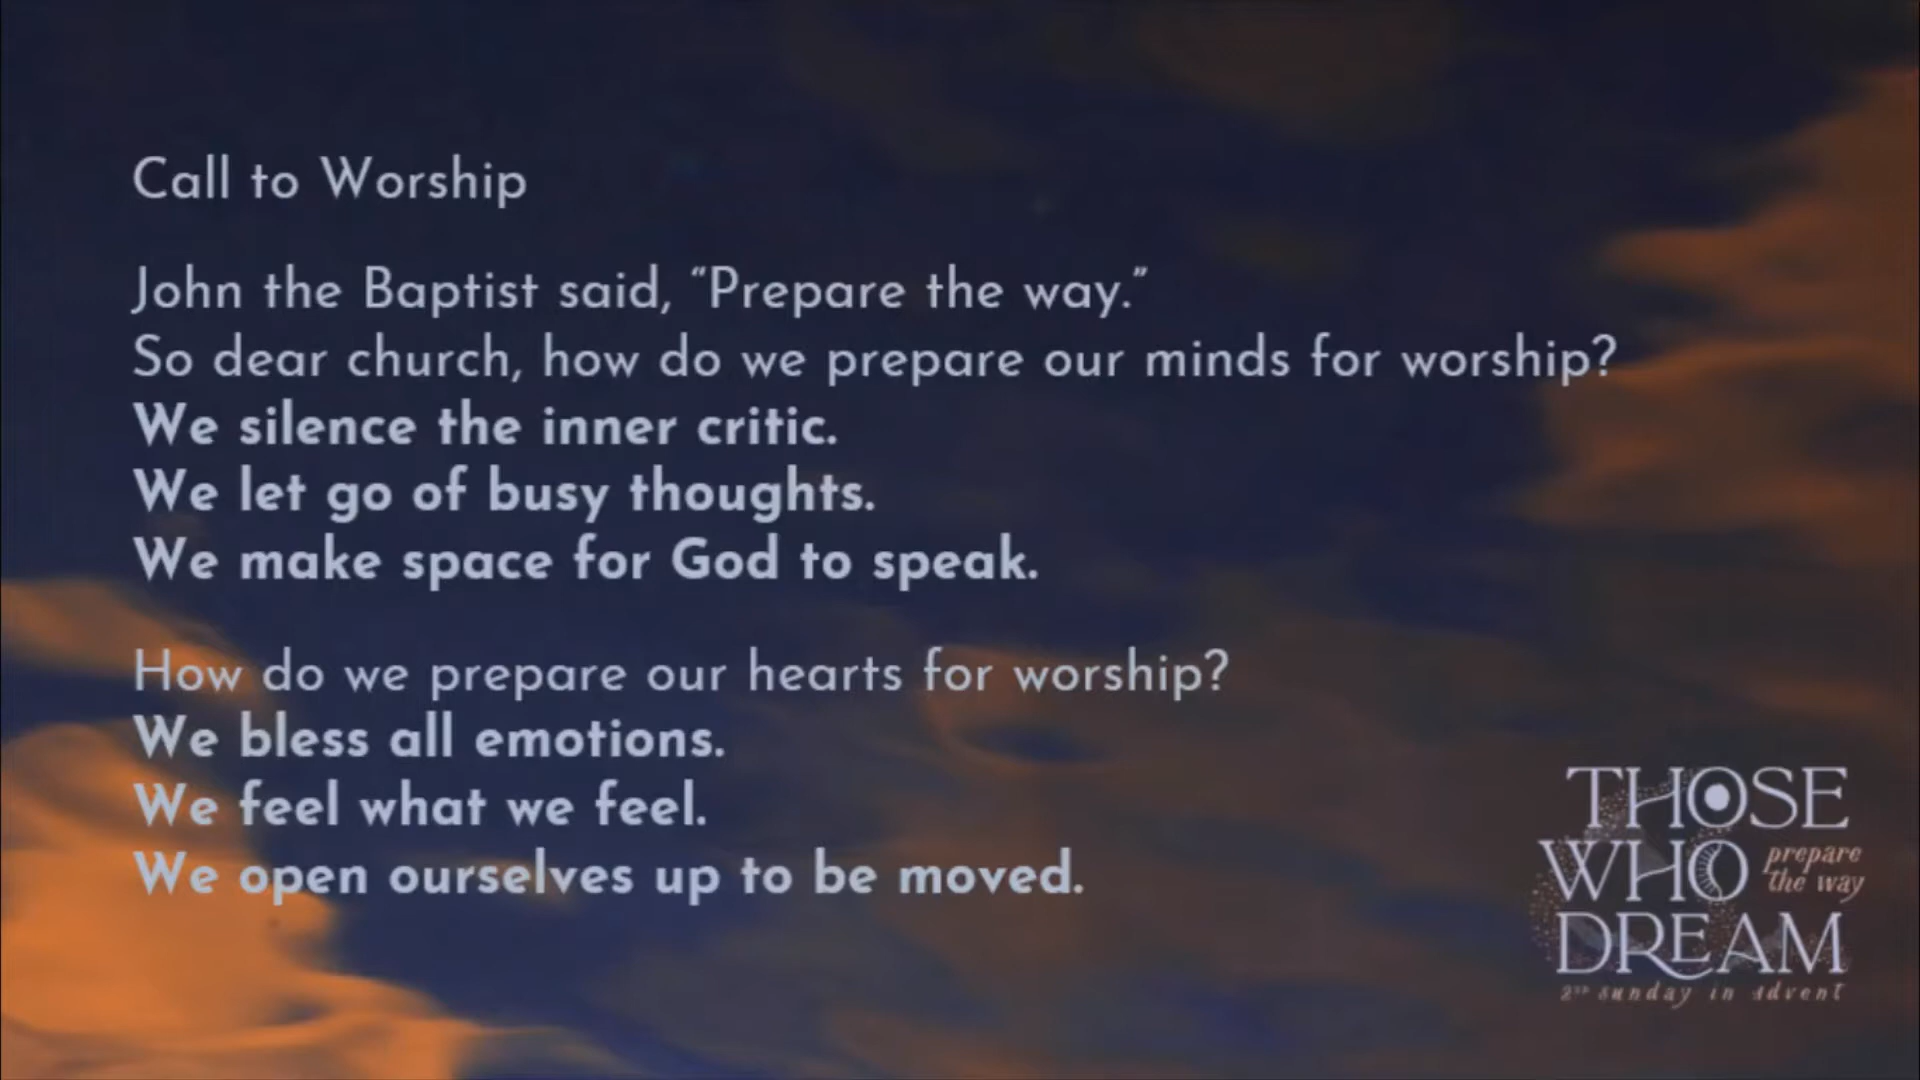 Call to Worship
John the Baptist said, “Prepare the way.”
So dear church, how do we prepare our minds for worship?
We silence the inner critic.
We let go of busy thoughts.
We make space for God to speak.
How do we prepare our hearts for worship?
We bless all emotions.
We feel what we feel.
We open ourselves up to be moved.
THOSE
WHO
prepare
the way
DREAM
2ND Sunday in Advent